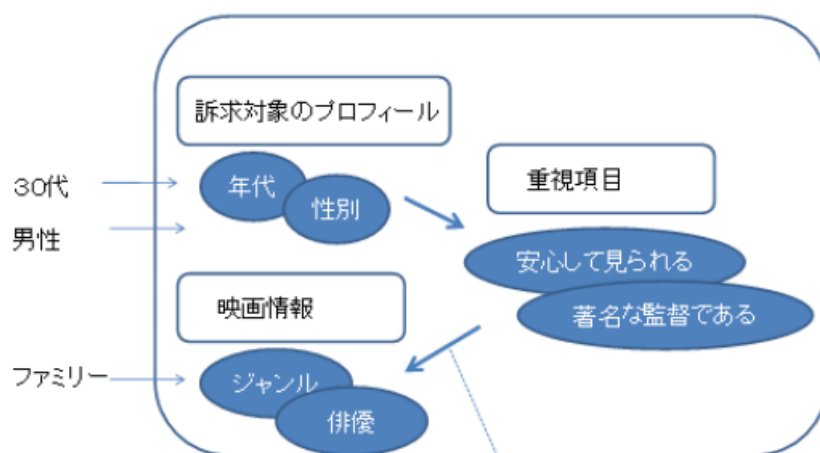 訴求対象のプロフィール
30代
年代
性別
重視項目
男性
安心して見られる
著名な監督である
映画情報
ファミリー
ジャンル
俳優